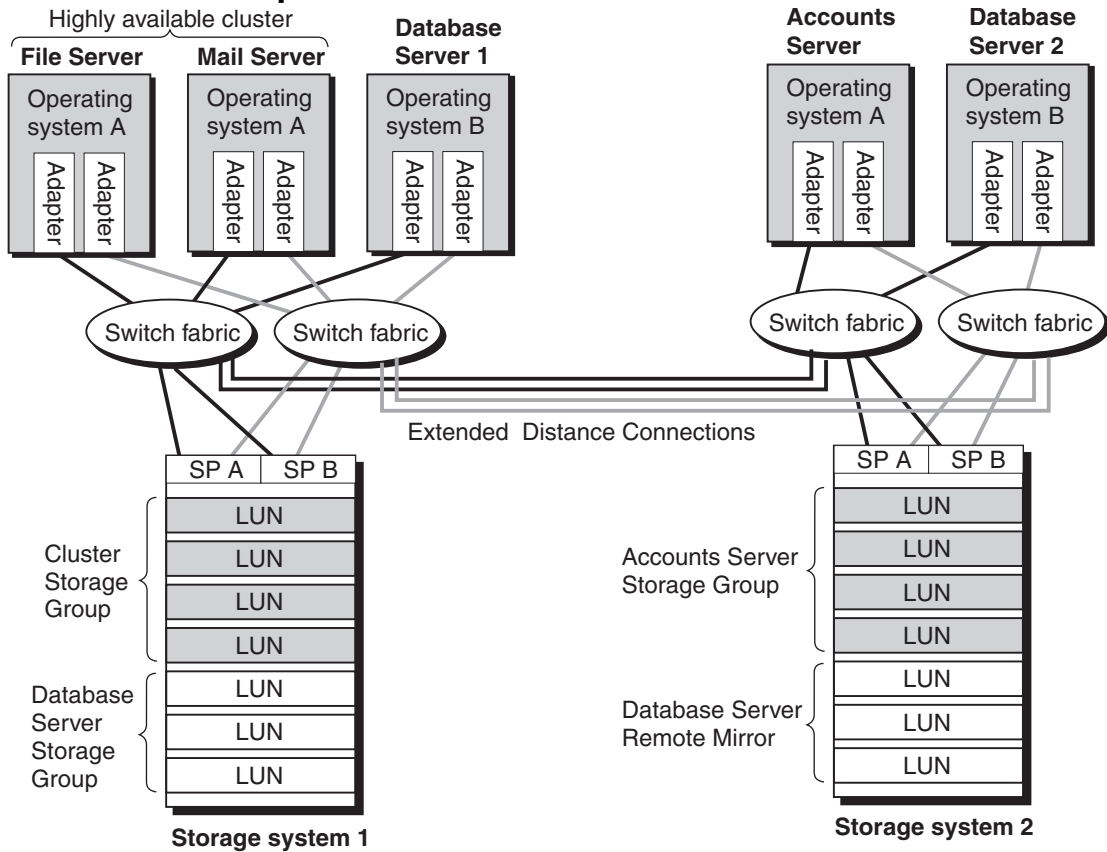 Highly available cluster
File Server
Mail Server
Database
Server 1
Operating
system A
Adapter
Adapter
Operating
system A
Adapter
Adapter
Operating
system B
Adapter
Adapter
Accounts
Server
Database
Server 2
Operating
system A
Adapter
Adapter
Operating
system B
Adapter
Adapter
Switch fabric
Switch fabric
Switch fabric
Switch fabric
Extended Distance Connections
SP A
SP B
LUN
LUN
LUN
LUN
LUN
LUN
LUN
Cluster
Storage
Group
Database
Server
Storage
Group
Storage system 1
SP A
SP B
LUN
LUN
LUN
LUN
LUN
LUN
LUN
Accounts Server
Storage Group
Database Server
Remote Mirror
Storage system 2